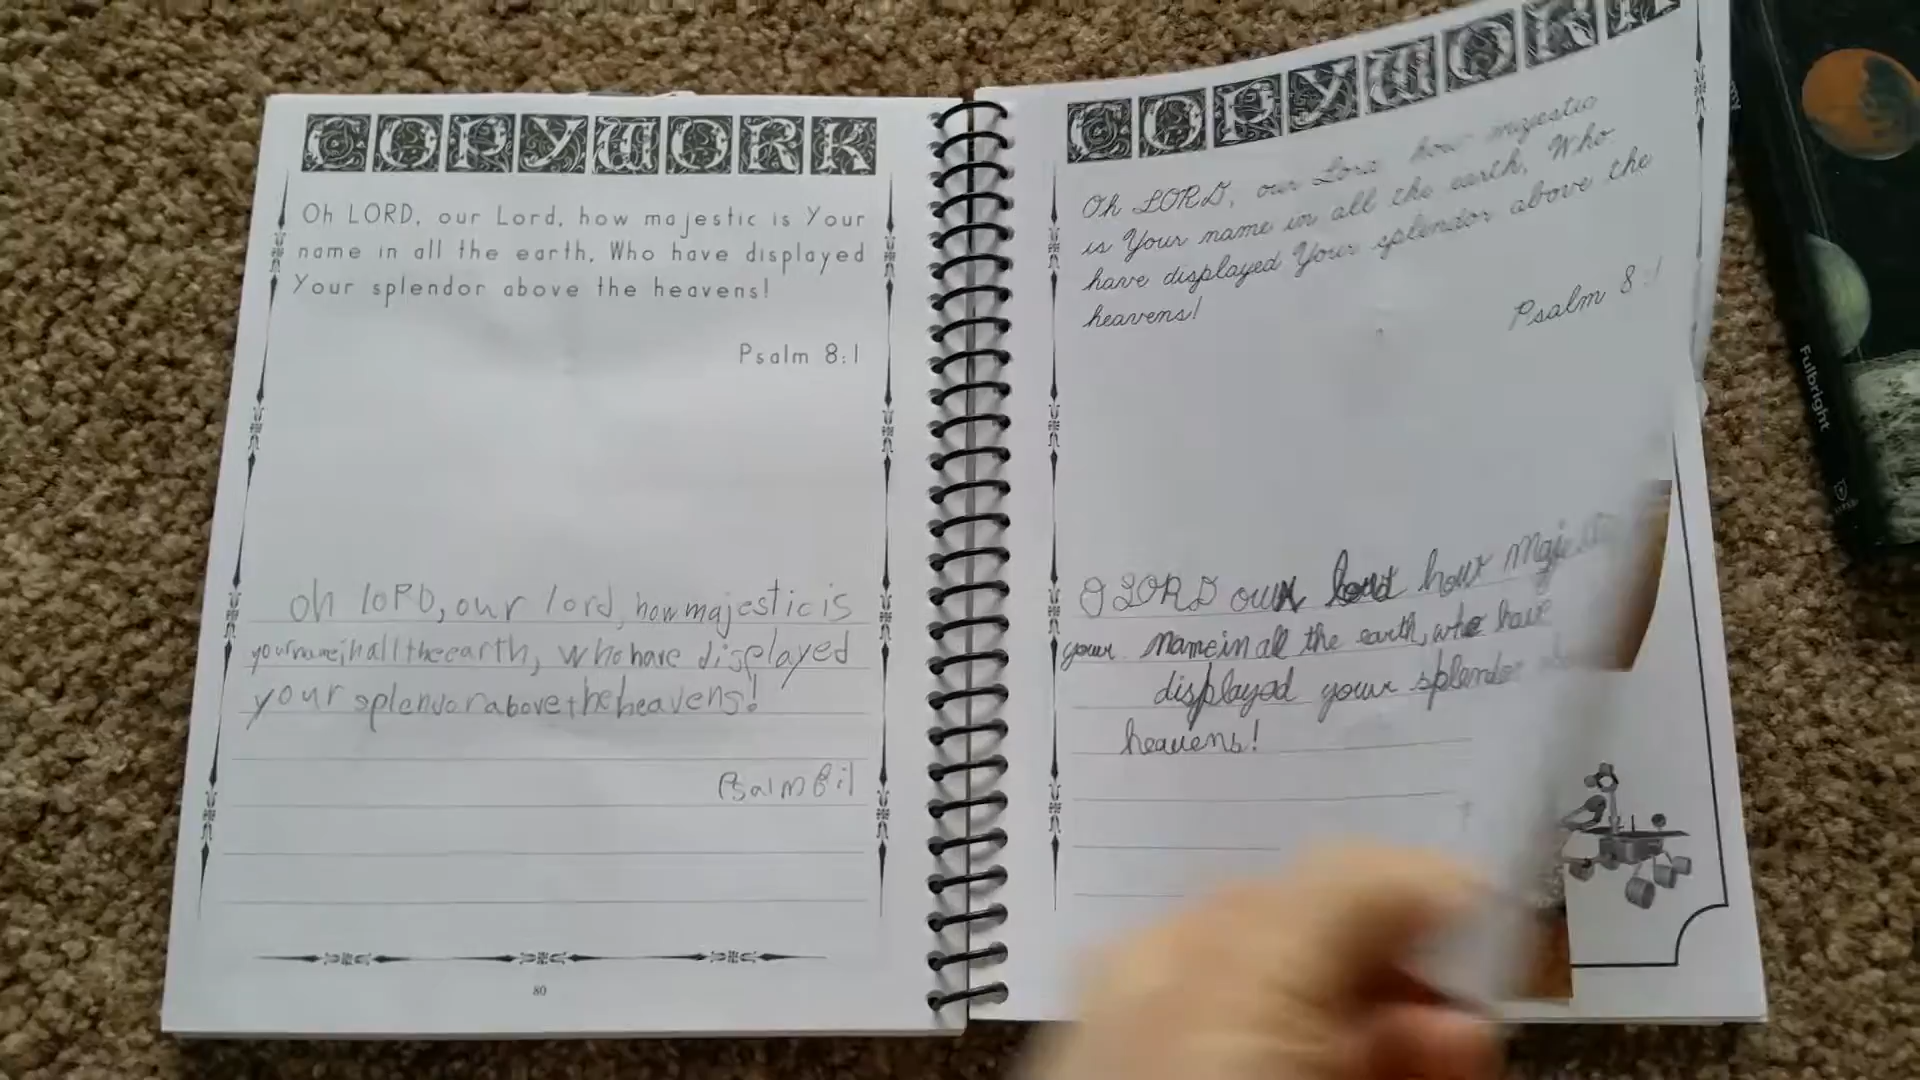 COPYWORK
Oh LORD, our Lord, how majestic is Your
name in all the earth, Who have displayed
Your splendor above the heavens!
Psalm 8:1
oh lORD, our lord, how majestic is
your name in all the earth, who have displayed
your splendor above the heavens!
Psalm 8:1
80
COPYWORK
Oh LORD, our Lord how majestic
is Your name in all the earth, Who
have displayed Your splendor above the
heavens!
Psalm 8:1
O LORD our how
your name in all the earth, who have
displayed your splendor
heavens!
Fulbright